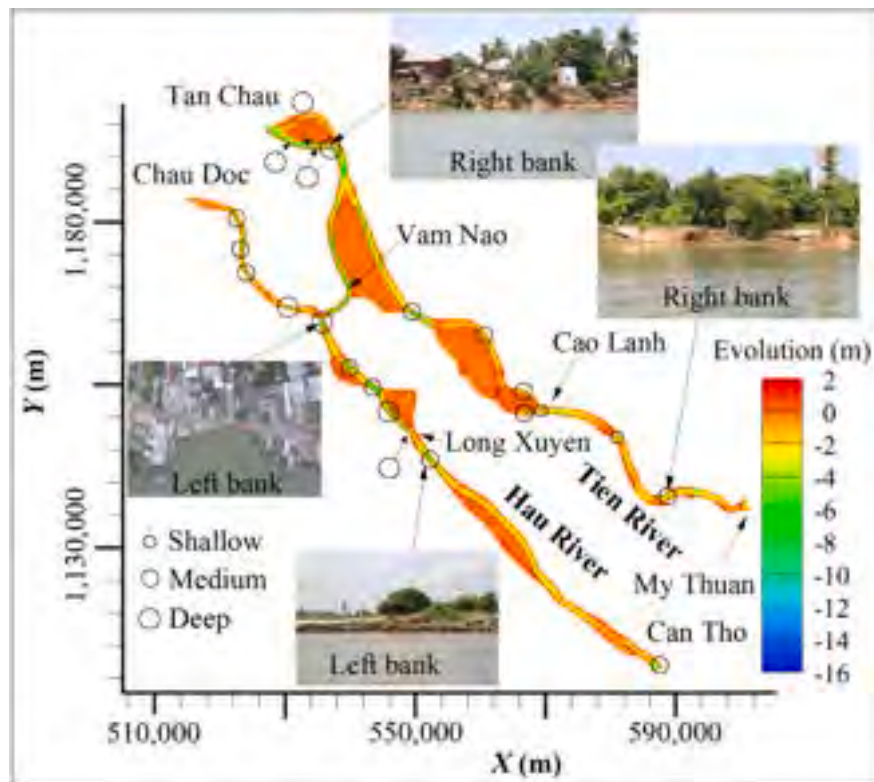 Tan Chau
Right bank
Chau Doc
1,180,000
Vam Nao
Right bank
Cao Lanh
Evolution (m)
2
0
-2
-4
-6
-8
-10
-12
-14
-16
Y (m)
Left bank
Long Xuyen
Hau River
Tien River
Shallow
Medium
Deep
1,130,000
My Thuan
Left bank
Can Tho
510,000
550,000
590,000
X (m)